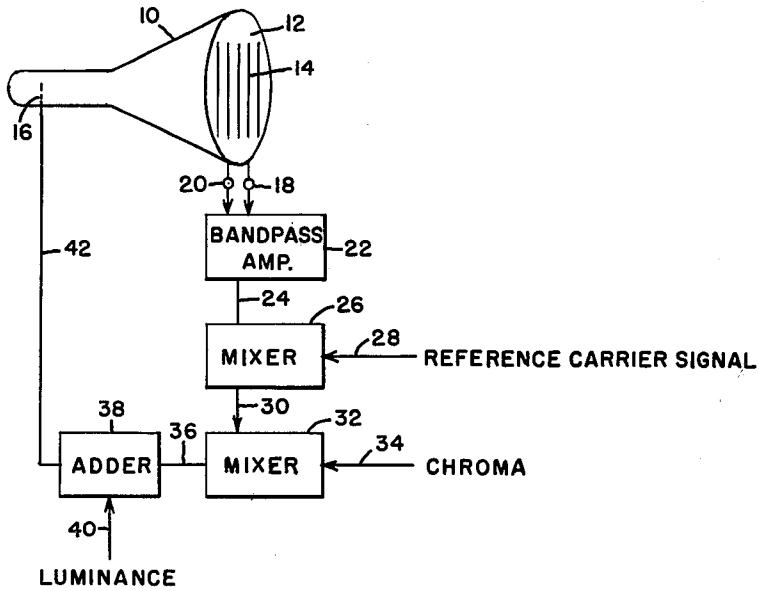 10
12
14
16
20
18
BANDPASS
AMP.
22
42
24
26
MIXER
28
REFERENCE CARRIER SIGNAL
30
38
32
36
34
ADDER
MIXER
CHROMA
40
LUMINANCE